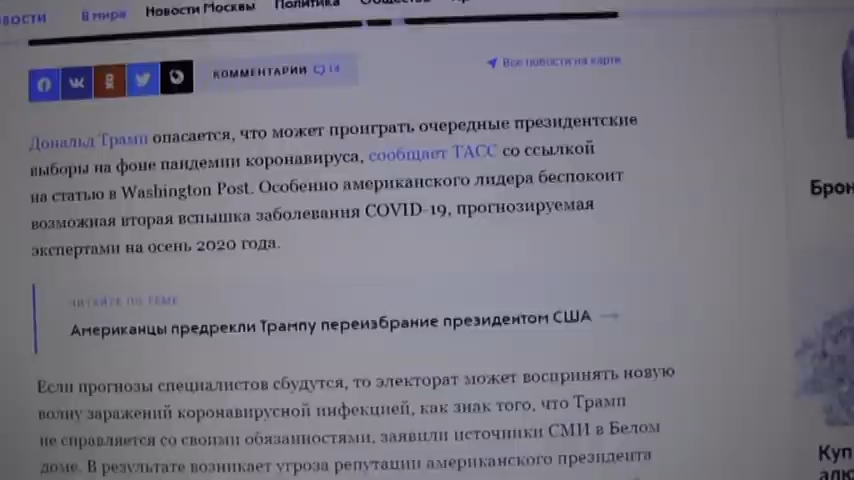 В мире
Новости Москвы
Политика
КОММЕНТАРИИ 14
Все новости на карте
Дональд Трамп опасается, что может проиграть очередные президентские
выборы на фоне пандемии коронавируса, сообщает ТАСС со ссылкой
на статью в Washington Post. Особенно американского лидера беспокоит
возможная вторая вспышка заболевания COVID-19, прогнозируемая
экспертами на осень 2020 года.
ЧИТАЙТЕ ПО ТЕМЕ
Американцы предрекли Трампу переизбрание президентом США →
Если прогнозы специалистов сбудутся, то электорат может воспринять новую
волну заражений коронавирусной инфекцией, как знак того, что Трамп
не справляется со своими обязанностями, заявили источники СМИ в Белом
доме. В результате возникает угроза репутации американского президента